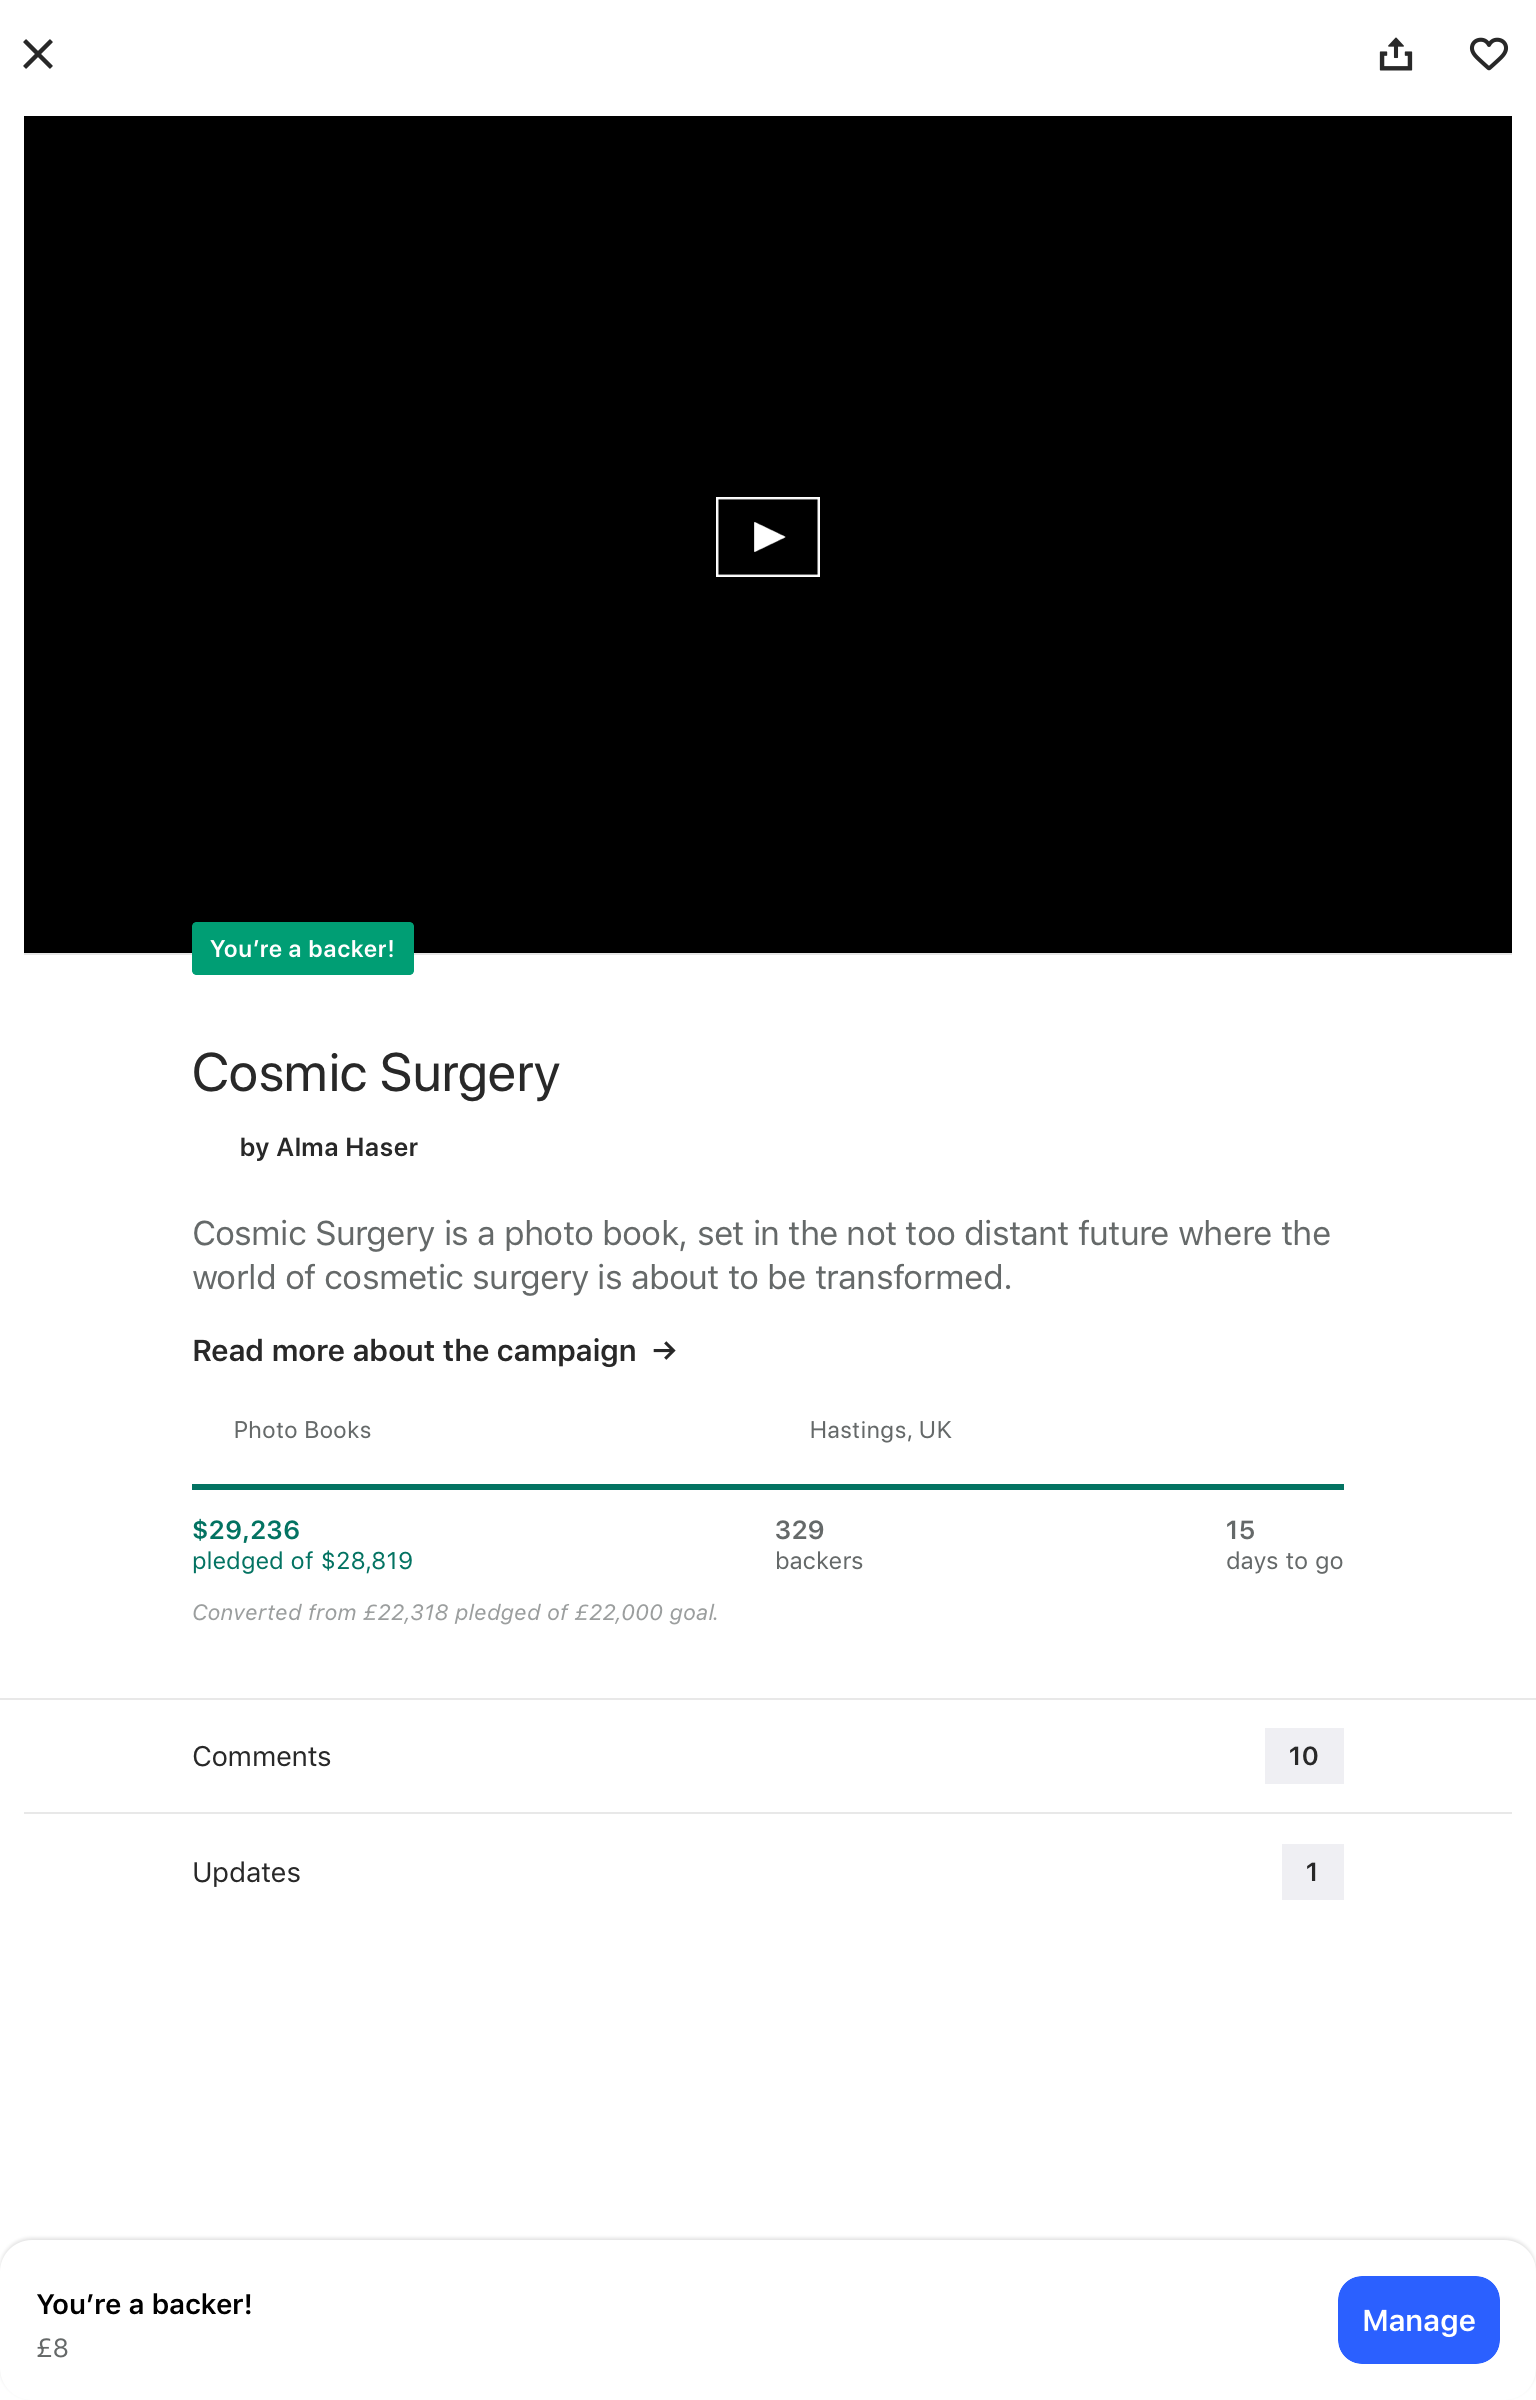 You’re a backer!
Cosmic Surgery
by Alma Haser
Cosmic Surgery is a photo book, set in the not too distant future where the
world of cosmetic surgery is about to be transformed.
Read more about the campaign →
Photo Books
Hastings, UK
$29,236
pledged of $28,819
329
backers
15
days to go
Converted from £22,318 pledged of £22,000 goal.
Comments
10
Updates
1
You’re a backer!
£8
Manage